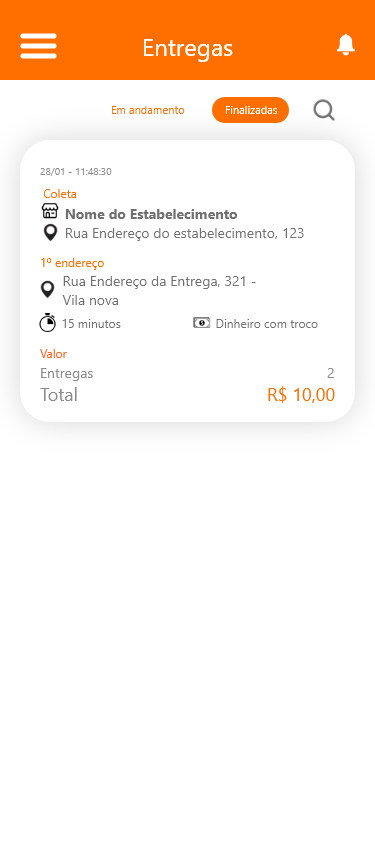 Entregas
Em andamento
Finalizadas
28/01 - 11:48:30
Coleta
Nome do Estabelecimento
Rua Endereço do estabelecimento, 123
1º endereço
Rua Endereço da Entrega, 321 -
Vila nova
15 minutos
Dinheiro com troco
Valor
Entregas 2
Total R$ 10,00